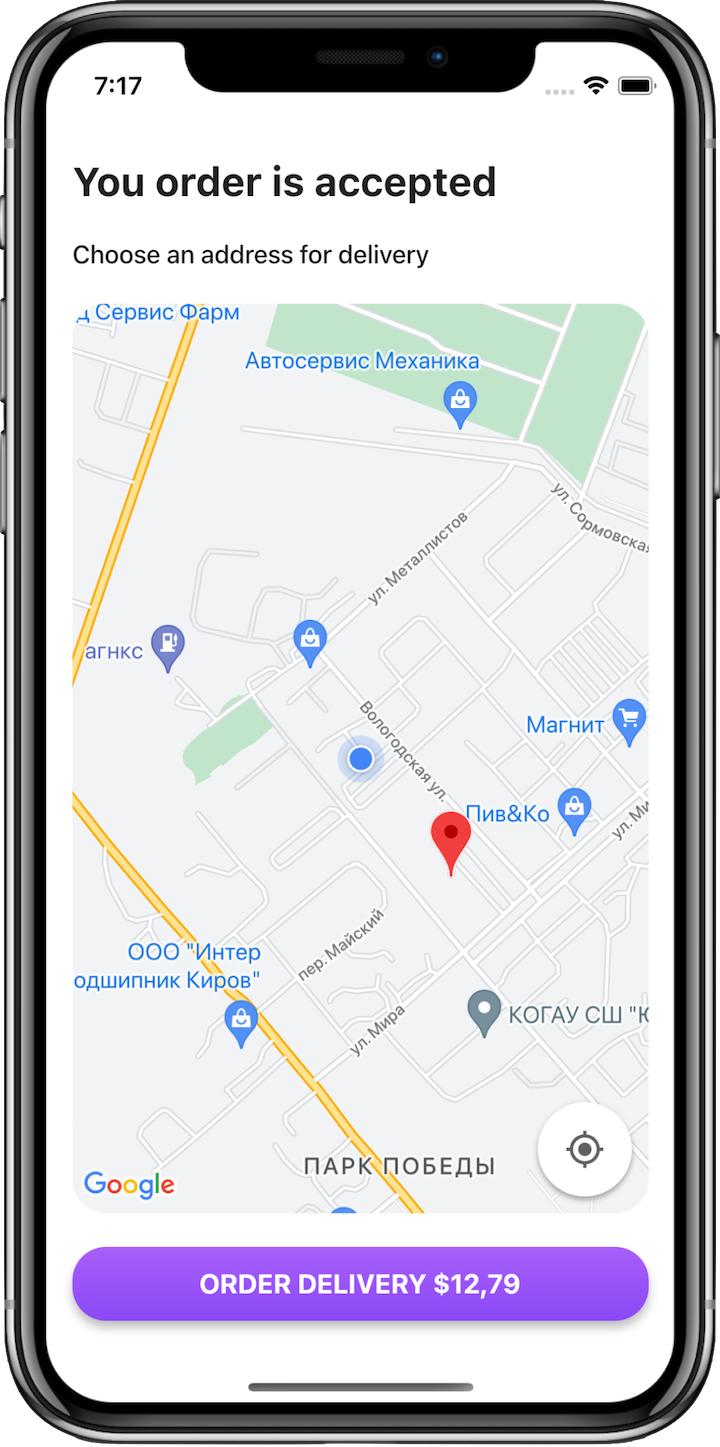 7:17
You order is accepted
Choose an address for delivery
д Сервис Фарм
Автосервис Механика
ул. Сормовская
ул. Металлистов
агнкс
Вологодская ул.
Магнит
Пив&Ко
ул. Ми
ООО "Интер
одшипник Киров"
пер. Майский
ул. Мира
КОГАУ СШ "Ю
ПАРК ПОБЕДЫ
Google
ORDER DELIVERY $12,79